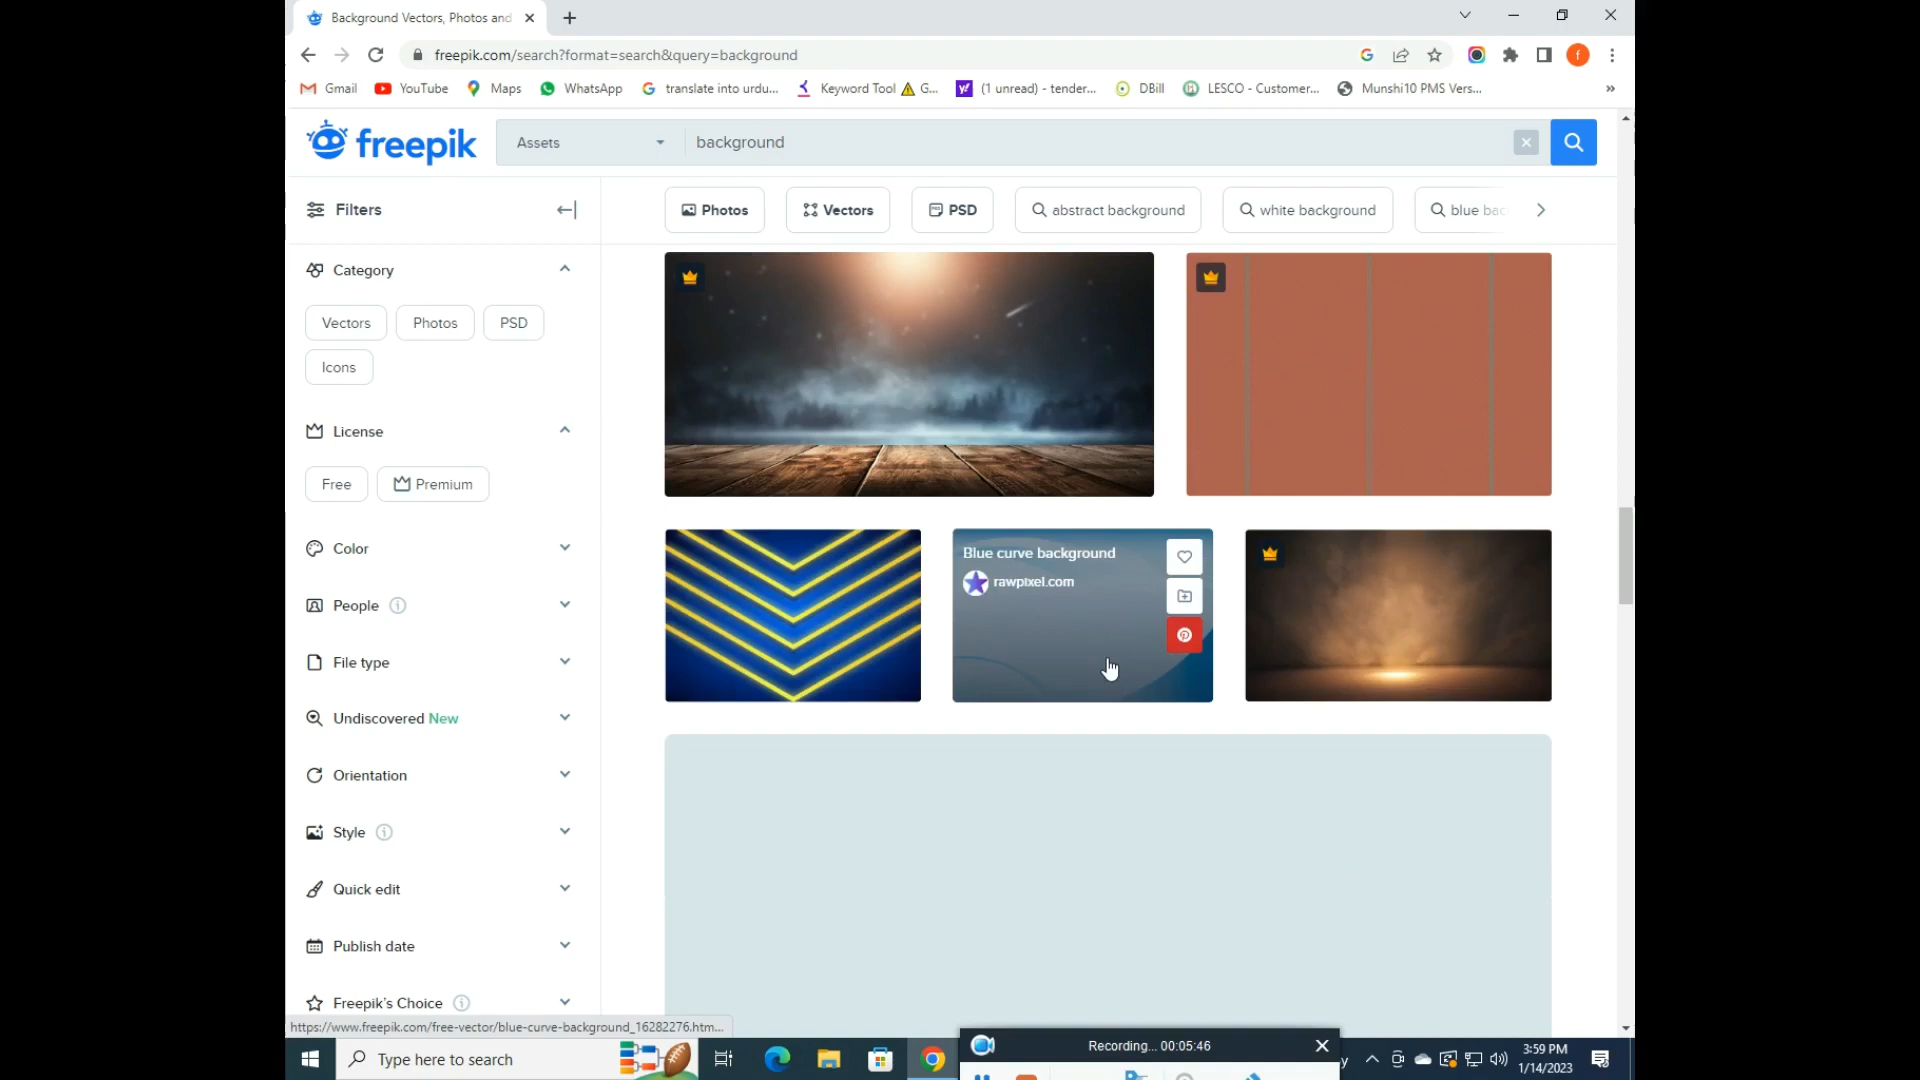 Background Vectors, Photos and
freepik.com/search?format=search&query=background
Gmail
YouTube
Maps
WhatsApp
translate into urdu...
Keyword Tool
G...
(1 unread) - tender...
DBill
LESCO - Customer...
Munshi10 PMS Vers...
freepik
Assets
background
Filters
Photos
Vectors
PSD
abstract background
white background
blue bac
Category
Vectors
Photos
PSD
Icons
License
Free
Premium
Color
People
File type
Undiscovered New
Orientation
Style
Quick edit
Publish date
Freepik's Choice
Blue curve background
rawpixel.com
https://www.freepik.com/free-vector/blue-curve-background_16282276.htm...
Type here to search
Recording... 00:05:46
y
3:59 PM
1/14/2023